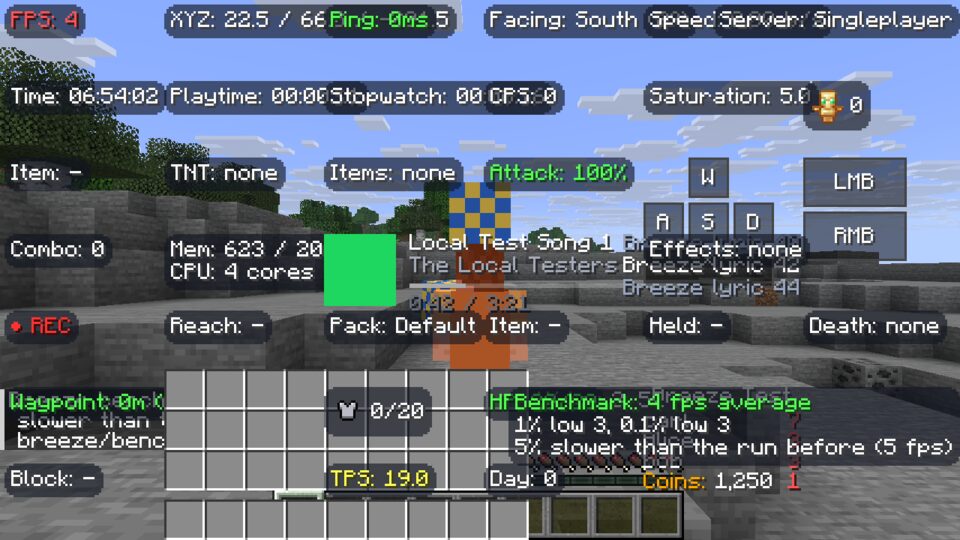 FPS: 4
XYZ: 22.5 / 66
Ping: 0ms
5
Facing: South
Speed
Server: Singleplayer
Time: 06:54:02
Playtime: 00:00
Stopwatch: 00
CPS: 0
Saturation: 5.0
0
Item: -
TNT: none
Items: none
Attack: 100%
W
LMB
A S D
RMB
Combo: 0
Mem: 623 / 20
CPU: 4 cores
Local Test Song 1
The Local Testers
0:42 / 3:21
Effects: none
Breeze lyric 42
Breeze lyric 44
REC
Reach: -
Pack: Default
Item: -
Held: -
Death: none
Waypoint: 0m
slower than
breeze/benc
0/20
Benchmark: 4 fps average
1% low 3, 0.1% low 3
5% slower than the run before (5 fps)
Block: -
TPS: 19.0
Day: 0
Coins: 1,250
1